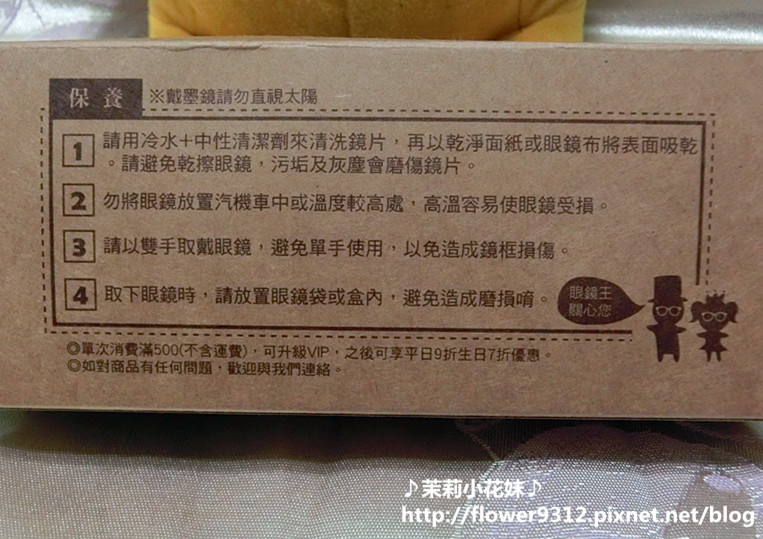 保養 ※戴墨鏡請勿直視太陽
1 請用冷水+中性清潔劑來清洗鏡片，再以乾淨面紙或眼鏡布將表面吸乾
。請避免乾擦眼鏡，污垢及灰塵會磨傷鏡片。
2 勿將眼鏡放置汽機車中或溫度較高處，高溫容易使眼鏡受損。
3 請以雙手取戴眼鏡，避免單手使用，以免造成鏡框損傷。
4 取下眼鏡時，請放置眼鏡袋或盒內，避免造成磨損唷。
眼鏡王
關心您
◎單次消費滿500(不含運費)，可升級VIP，之後可享平日9折生日7折優惠。
◎如對商品有任何問題，歡迎與我們連絡。
♪茉莉小花妹♪
http://flower9312.pixnet.net/blog